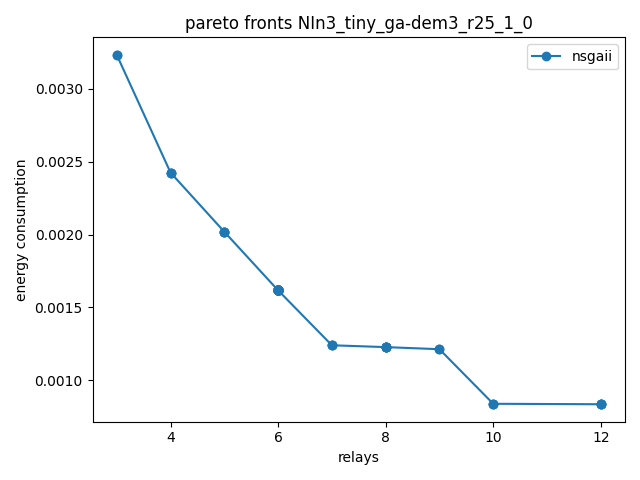 pareto fronts NIn3_tiny_ga-dem3_r25_1_0
nsgaii
0.0030
0.0025
0.0020
0.0015
0.0010
energy consumption
4 6 8 10 12
relays